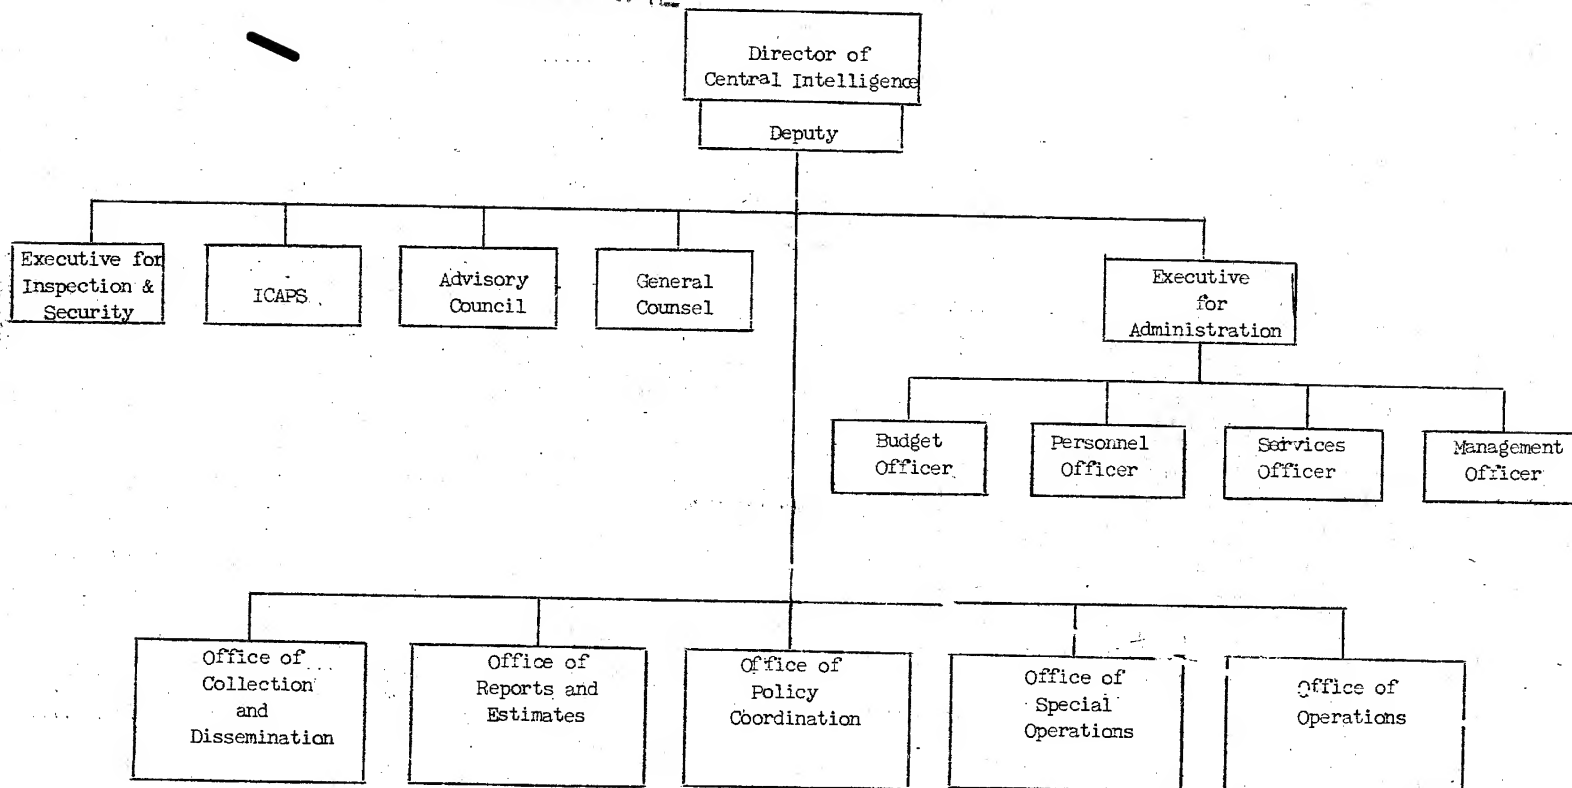 Director of
Central Intelligence
Deputy
Executive for
Inspection &
Security
ICAPS
Advisory
Council
General
Counsel
Executive
for
Administration
Budget
Officer
Personnel
Officer
Services
Officer
Management
Officer
Office of
Collection
and
Dissemination
Office of
Reports and
Estimates
Office of
Policy
Coordination
Office of
Special
Operations
Office of
Operations